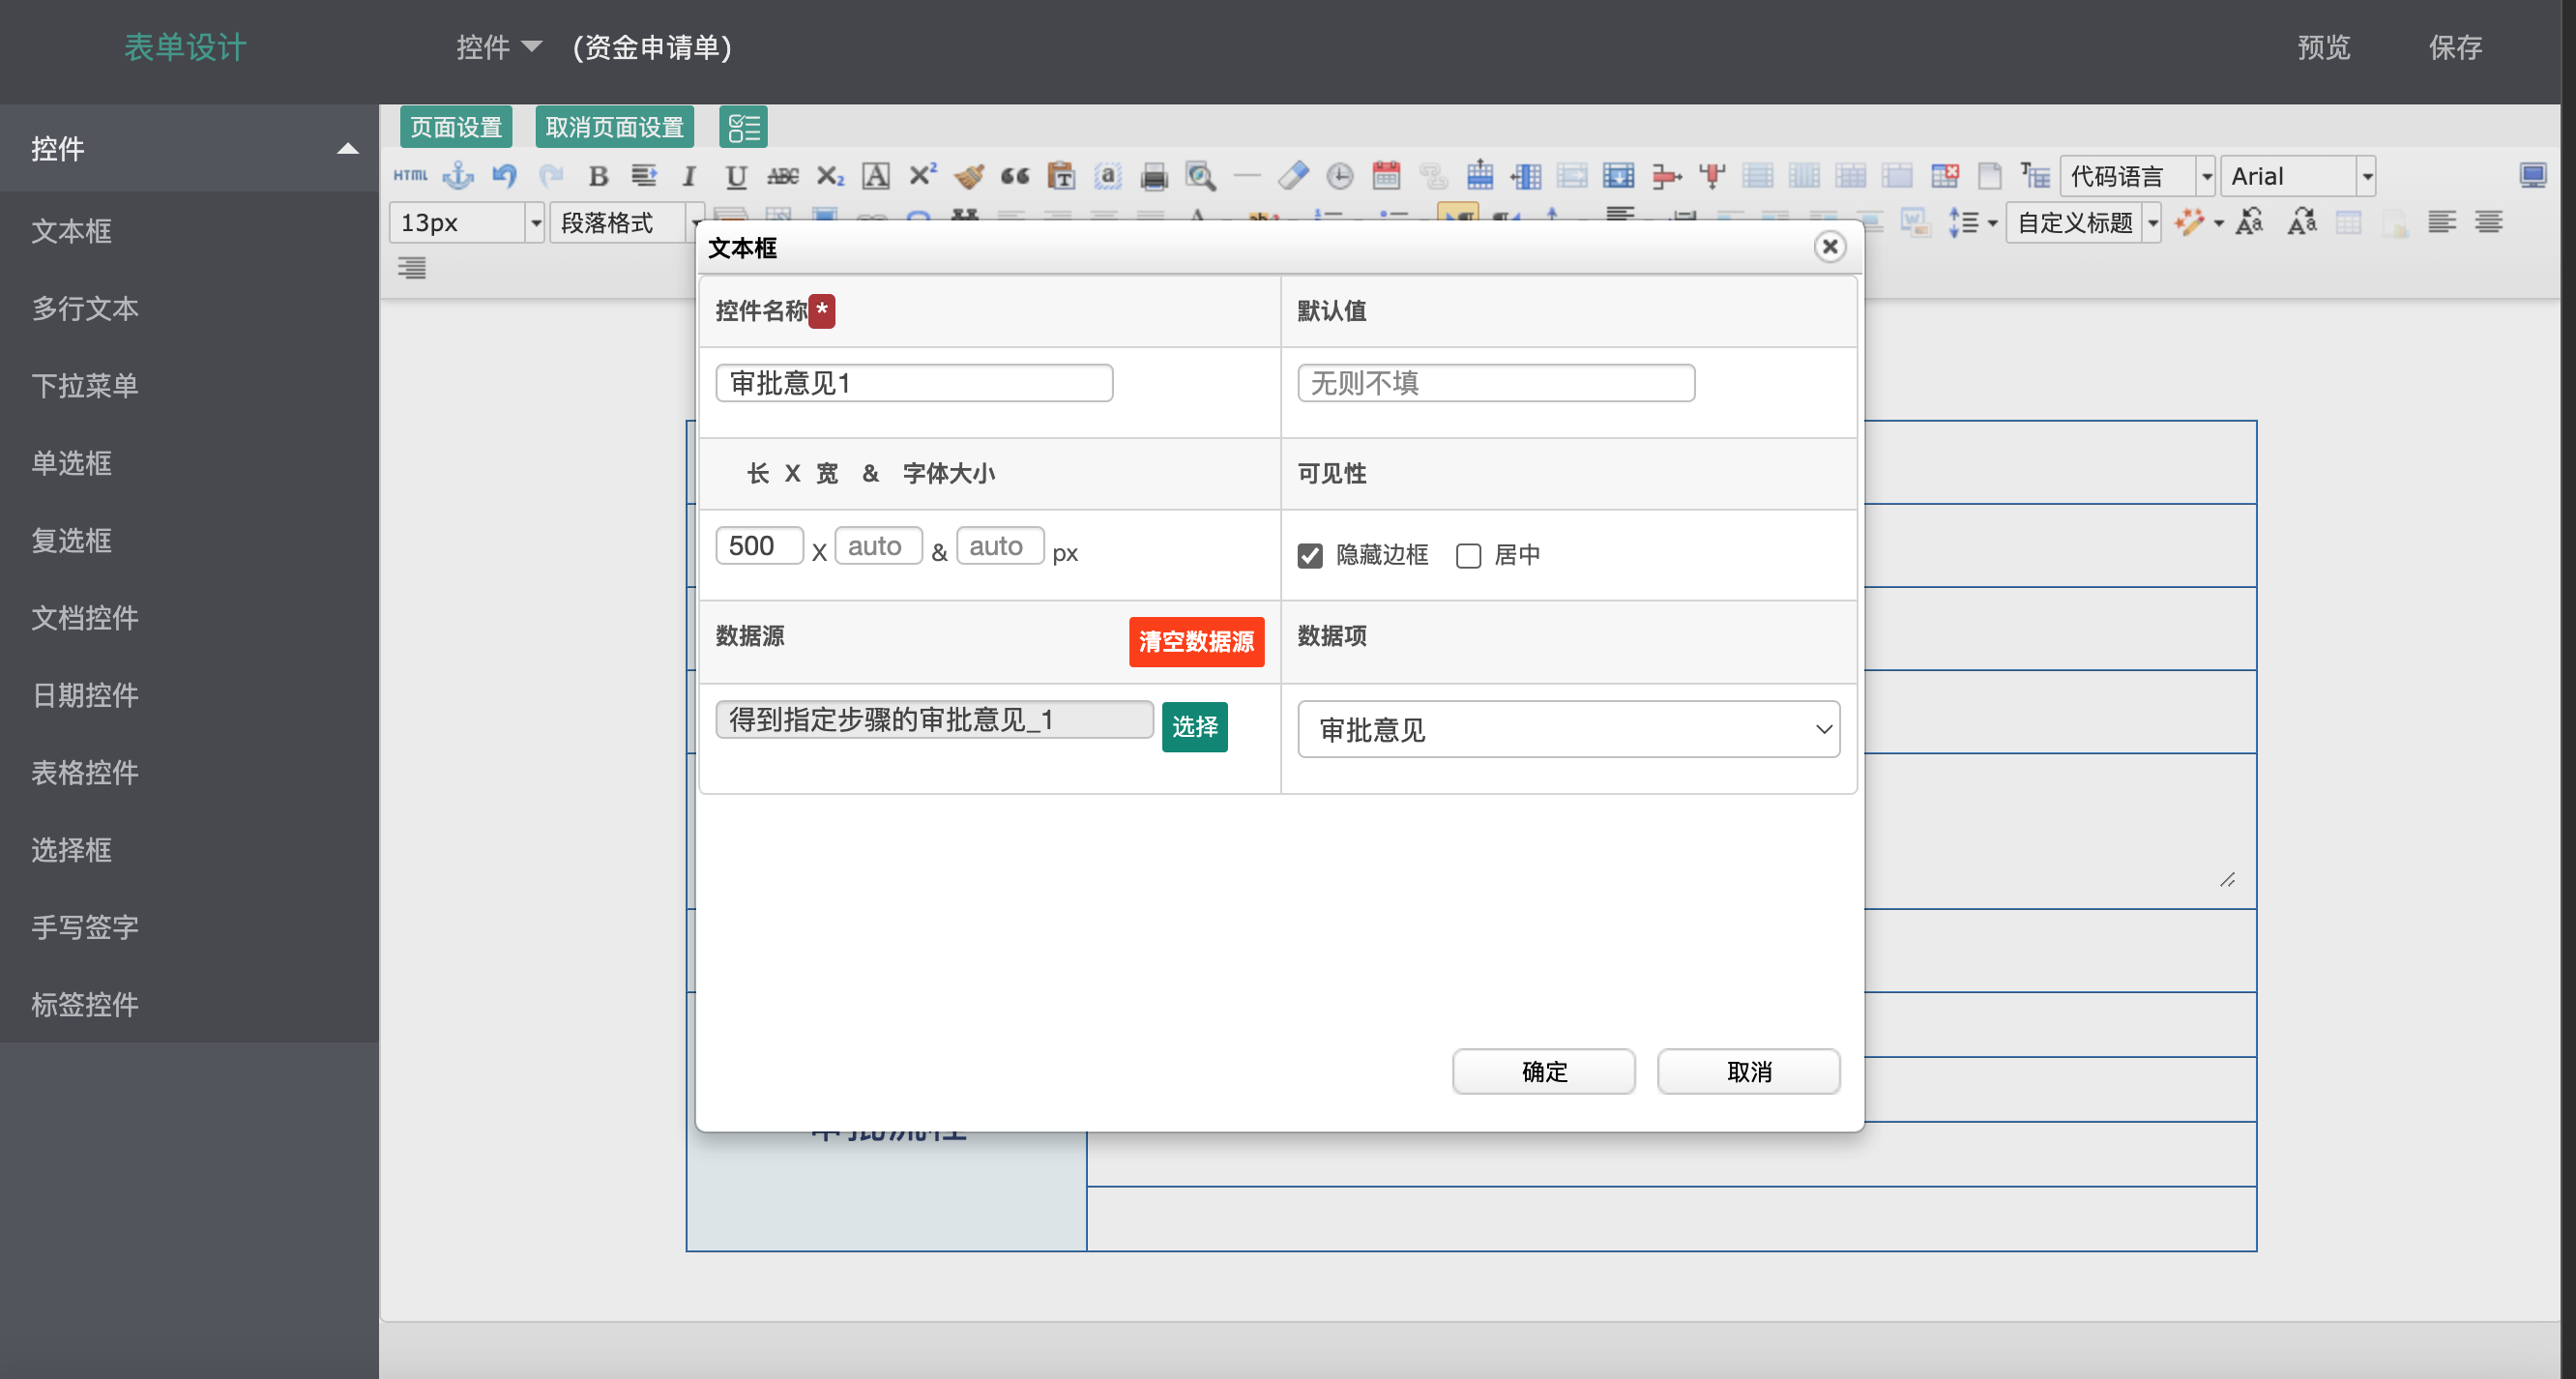 表单设计
控件 (资金申请单)
预览 保存
控件
文本框
多行文本
下拉菜单
单选框
复选框
文档控件
日期控件
表格控件
选择框
手写签字
标签控件
页面设置 取消页面设置
HTML 代码语言 Arial
13px 段落格式 自定义标题
文本框
控件名称* 默认值
审批意见1 无则不填
长 X 宽 & 字体大小 可见性
500 X auto & auto px 隐藏边框 居中
数据源 清空数据源 数据项
得到指定步骤的审批意见_1 选择 审批意见
确定 取消